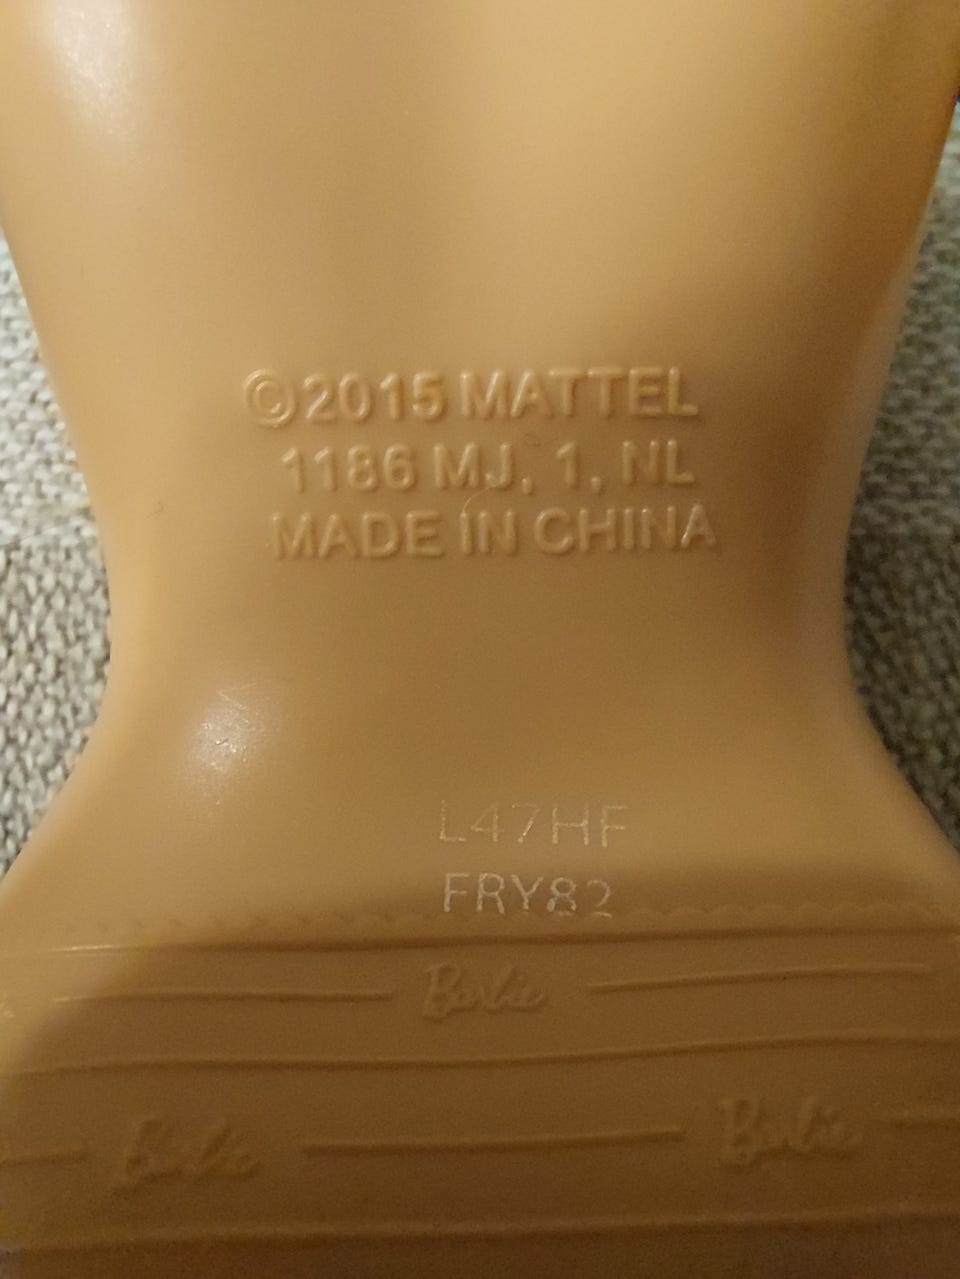 ©2015 MATTEL
1186 MJ, 1, NL
MADE IN CHINA
L47HF
FRY82
Barbie
Barbie Barbie